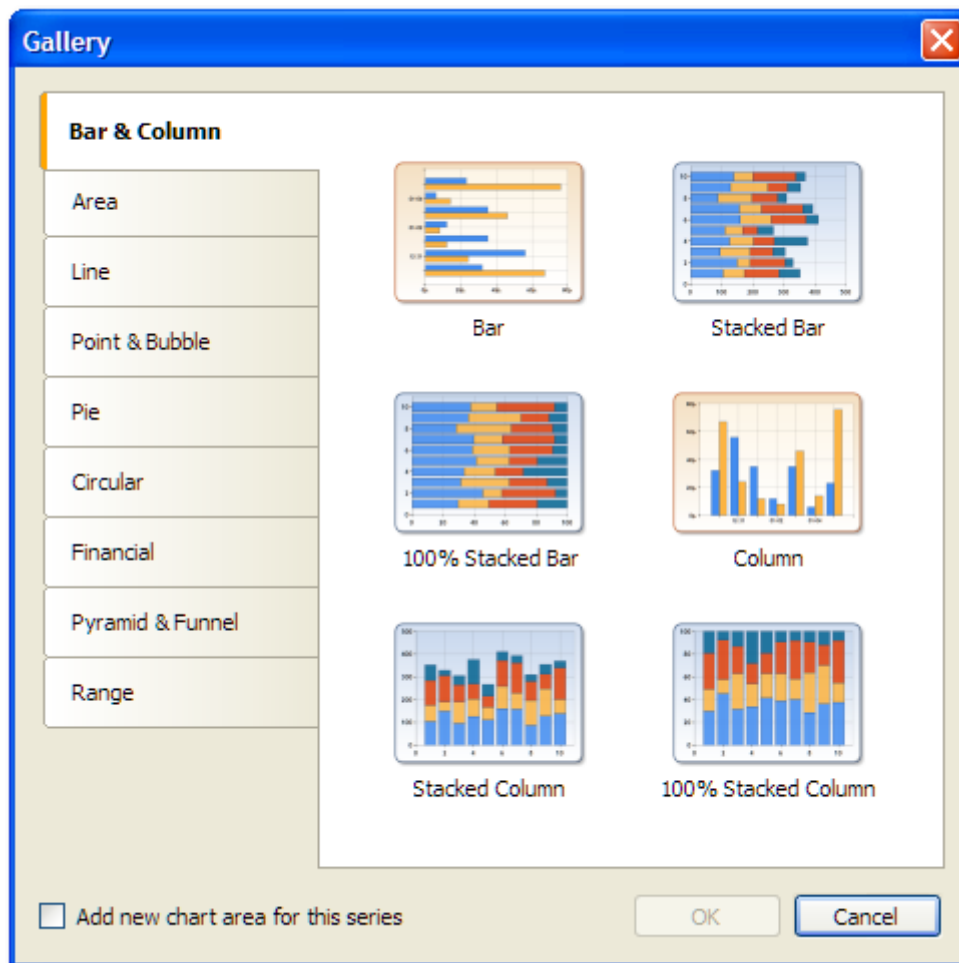 Gallery
Bar & Column
Area
Line
Point & Bubble
Pie
Circular
Financial
Pyramid & Funnel
Range
Bar
Stacked Bar
100% Stacked Bar
Column
Stacked Column
100% Stacked Column
Add new chart area for this series
OK
Cancel